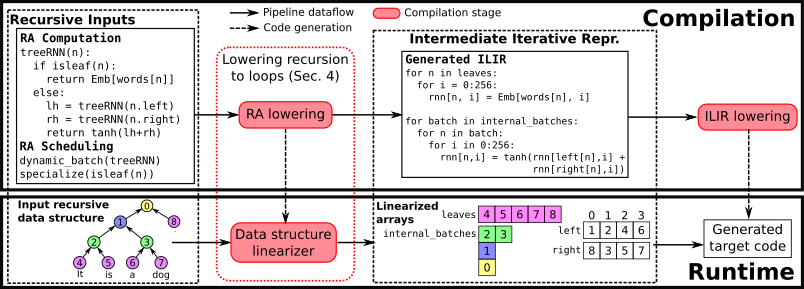 Recursive Inputs
RA Computation
treeRNN(n):
if isleaf(n):
return Emb[words[n]]
else:
lh = treeRNN(n.left)
rh = treeRNN(n.right)
return tanh(lh+rh)
RA Scheduling
dynamic_batch(treeRNN)
specialize(isleaf(n))
Pipeline dataflow
Code generation
Compilation stage
Compilation
Lowering recursion
to loops (Sec. 4)
RA lowering
Intermediate Iterative Repr.
Generated ILIR
for n in leaves:
for i = 0:256:
rnn[n, i] = Emb[words[n], i]
for batch in internal_batches:
for n in batch:
for i in 0:256:
rnn[n,i] = tanh(rnn[left[n],i] +
rnn[right[n],i])
ILIR lowering
Input recursive
data structure
0
1 8
2 3
4 5 6 7
It is a dog
Data structure
linearizer
Linearized
arrays
leaves 4 5 6 7 8
internal_batches 2 3
1
0
0 1 2 3
left 1 2 4 6
right 8 3 5 7
Generated
target code
Runtime